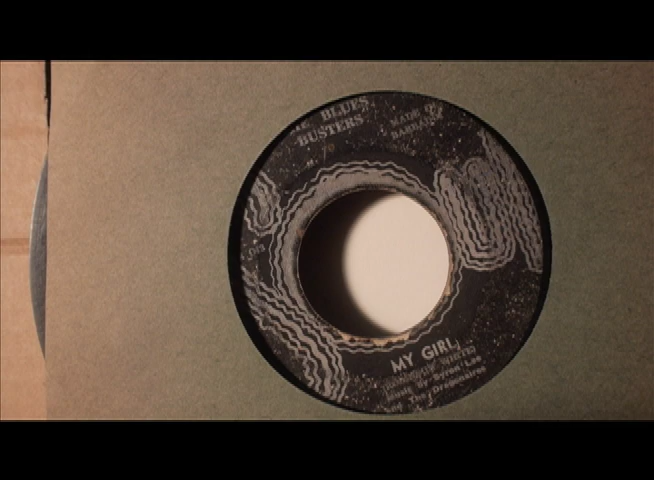 BLUES
BUSTERS
MADE IN
BARBADOS
MY GIRL
Music By Byron Lee
and The Dragonaires